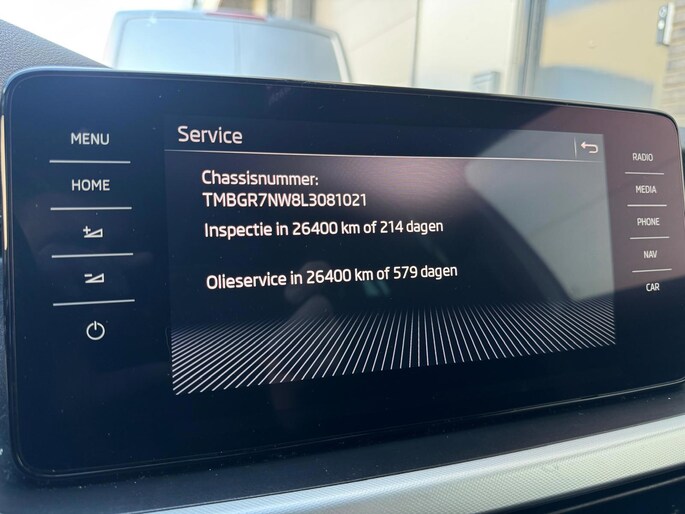 Service
Chassisnummer:
TMBGR7NW8L3081021
Inspectie in 26400 km of 214 dagen
Olieservice in 26400 km of 579 dagen
MENU
HOME
RADIO
MEDIA
PHONE
NAV
CAR